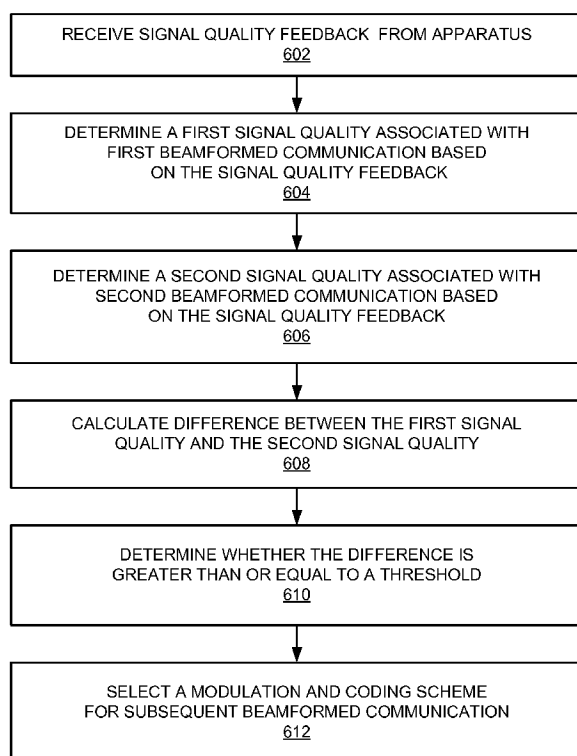 RECEIVE SIGNAL QUALITY FEEDBACK FROM APPARATUS
602
DETERMINE A FIRST SIGNAL QUALITY ASSOCIATED WITH
FIRST BEAMFORMED COMMUNICATION BASED
ON THE SIGNAL QUALITY FEEDBACK
604
DETERMINE A SECOND SIGNAL QUALITY ASSOCIATED WITH
SECOND BEAMFORMED COMMUNICATION BASED
ON THE SIGNAL QUALITY FEEDBACK
606
CALCULATE DIFFERENCE BETWEEN THE FIRST SIGNAL
QUALITY AND THE SECOND SIGNAL QUALITY
608
DETERMINE WHETHER THE DIFFERENCE IS
GREATER THAN OR EQUAL TO A THRESHOLD
610
SELECT A MODULATION AND CODING SCHEME
FOR SUBSEQUENT BEAMFORMED COMMUNICATION
612